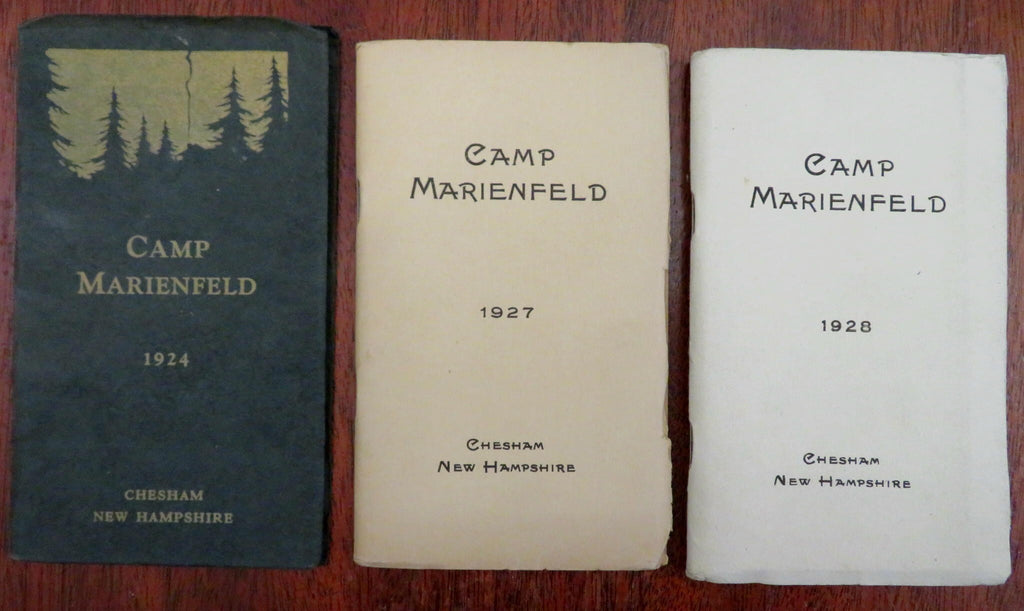 CAMP
MARIENFELD
1924
CHESHAM
NEW HAMPSHIRE
CAMP
MARIENFELD
1927
CHESHAM
NEW HAMPSHIRE
CAMP
MARIENFELD
1928
CHESHAM
NEW HAMPSHIRE